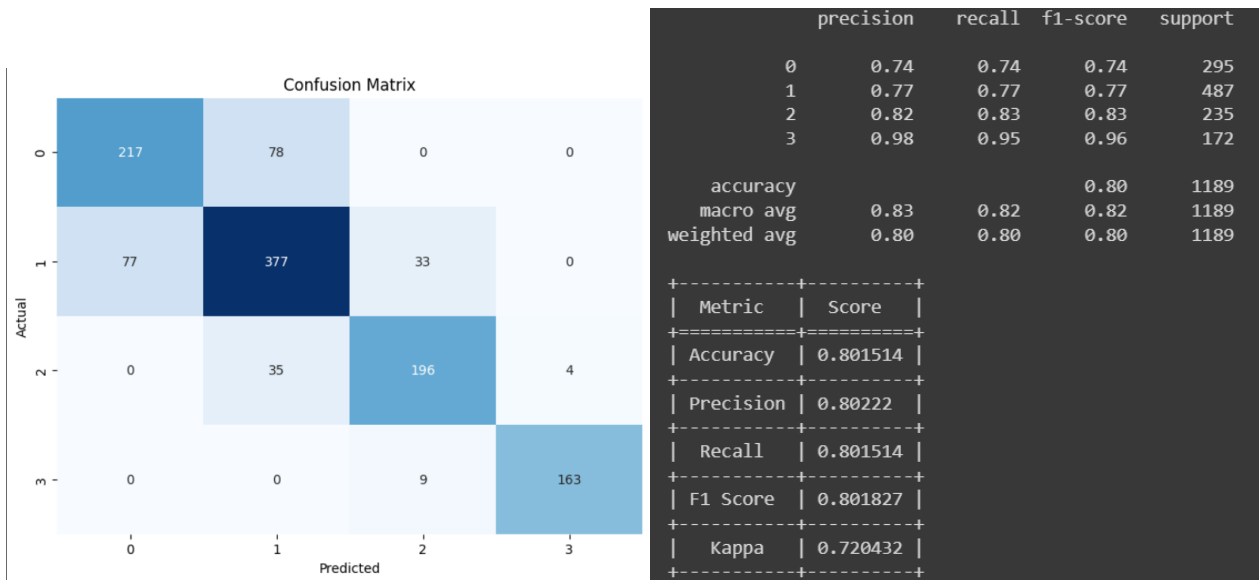 Confusion Matrix
Actual
0 217 78 0 0
1 77 377 33 0
2 0 35 196 4
3 0 0 9 163
0 1 2 3
Predicted
precision recall f1-score support
0 0.74 0.74 0.74 295
1 0.77 0.77 0.77 487
2 0.82 0.83 0.83 235
3 0.98 0.95 0.96 172
accuracy 0.80 1189
macro avg 0.83 0.82 0.82 1189
weighted avg 0.80 0.80 0.80 1189
+-----------+----------+
| Metric | Score |
+===========+==========+
| Accuracy | 0.801514 |
+-----------+----------+
| Precision | 0.80222 |
+-----------+----------+
| Recall | 0.801514 |
+-----------+----------+
| F1 Score | 0.801827 |
+-----------+----------+
| Kappa | 0.720432 |
+-----------+----------+